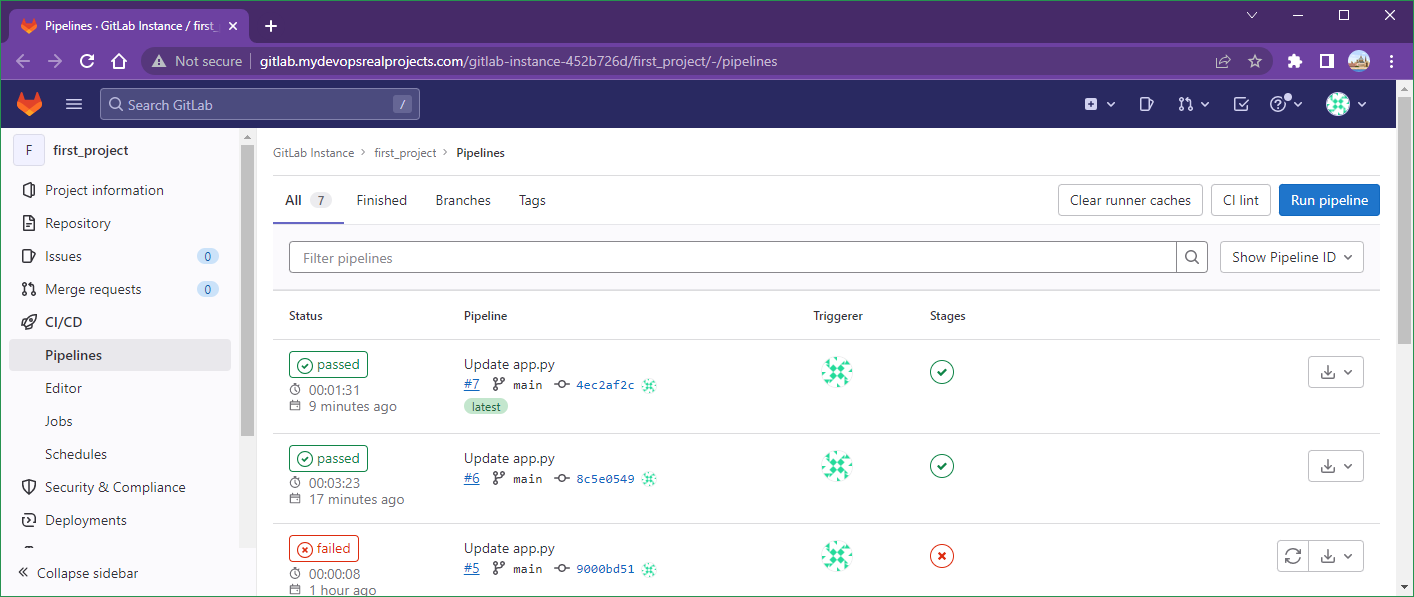 Pipelines · GitLab Instance / first_
Not secure
gitlab.mydevopsrealprojects.com/gitlab-instance-452b726d/first_project/-/pipelines
Search GitLab /
F first_project
Project information
Repository
Issues 0
Merge requests 0
CI/CD
Pipelines
Editor
Jobs
Schedules
Security & Compliance
Deployments
Collapse sidebar
GitLab Instance > first_project > Pipelines
All 7 Finished Branches Tags
Clear runner caches CI lint Run pipeline
Filter pipelines
Show Pipeline ID
Status Pipeline Triggerer Stages
passed
00:01:31
9 minutes ago
Update app.py
#7 main 4ec2af2c
latest
passed
00:03:23
17 minutes ago
Update app.py
#6 main 8c5e0549
failed
00:00:08
1 hour ago
Update app.py
#5 main 9000bd51